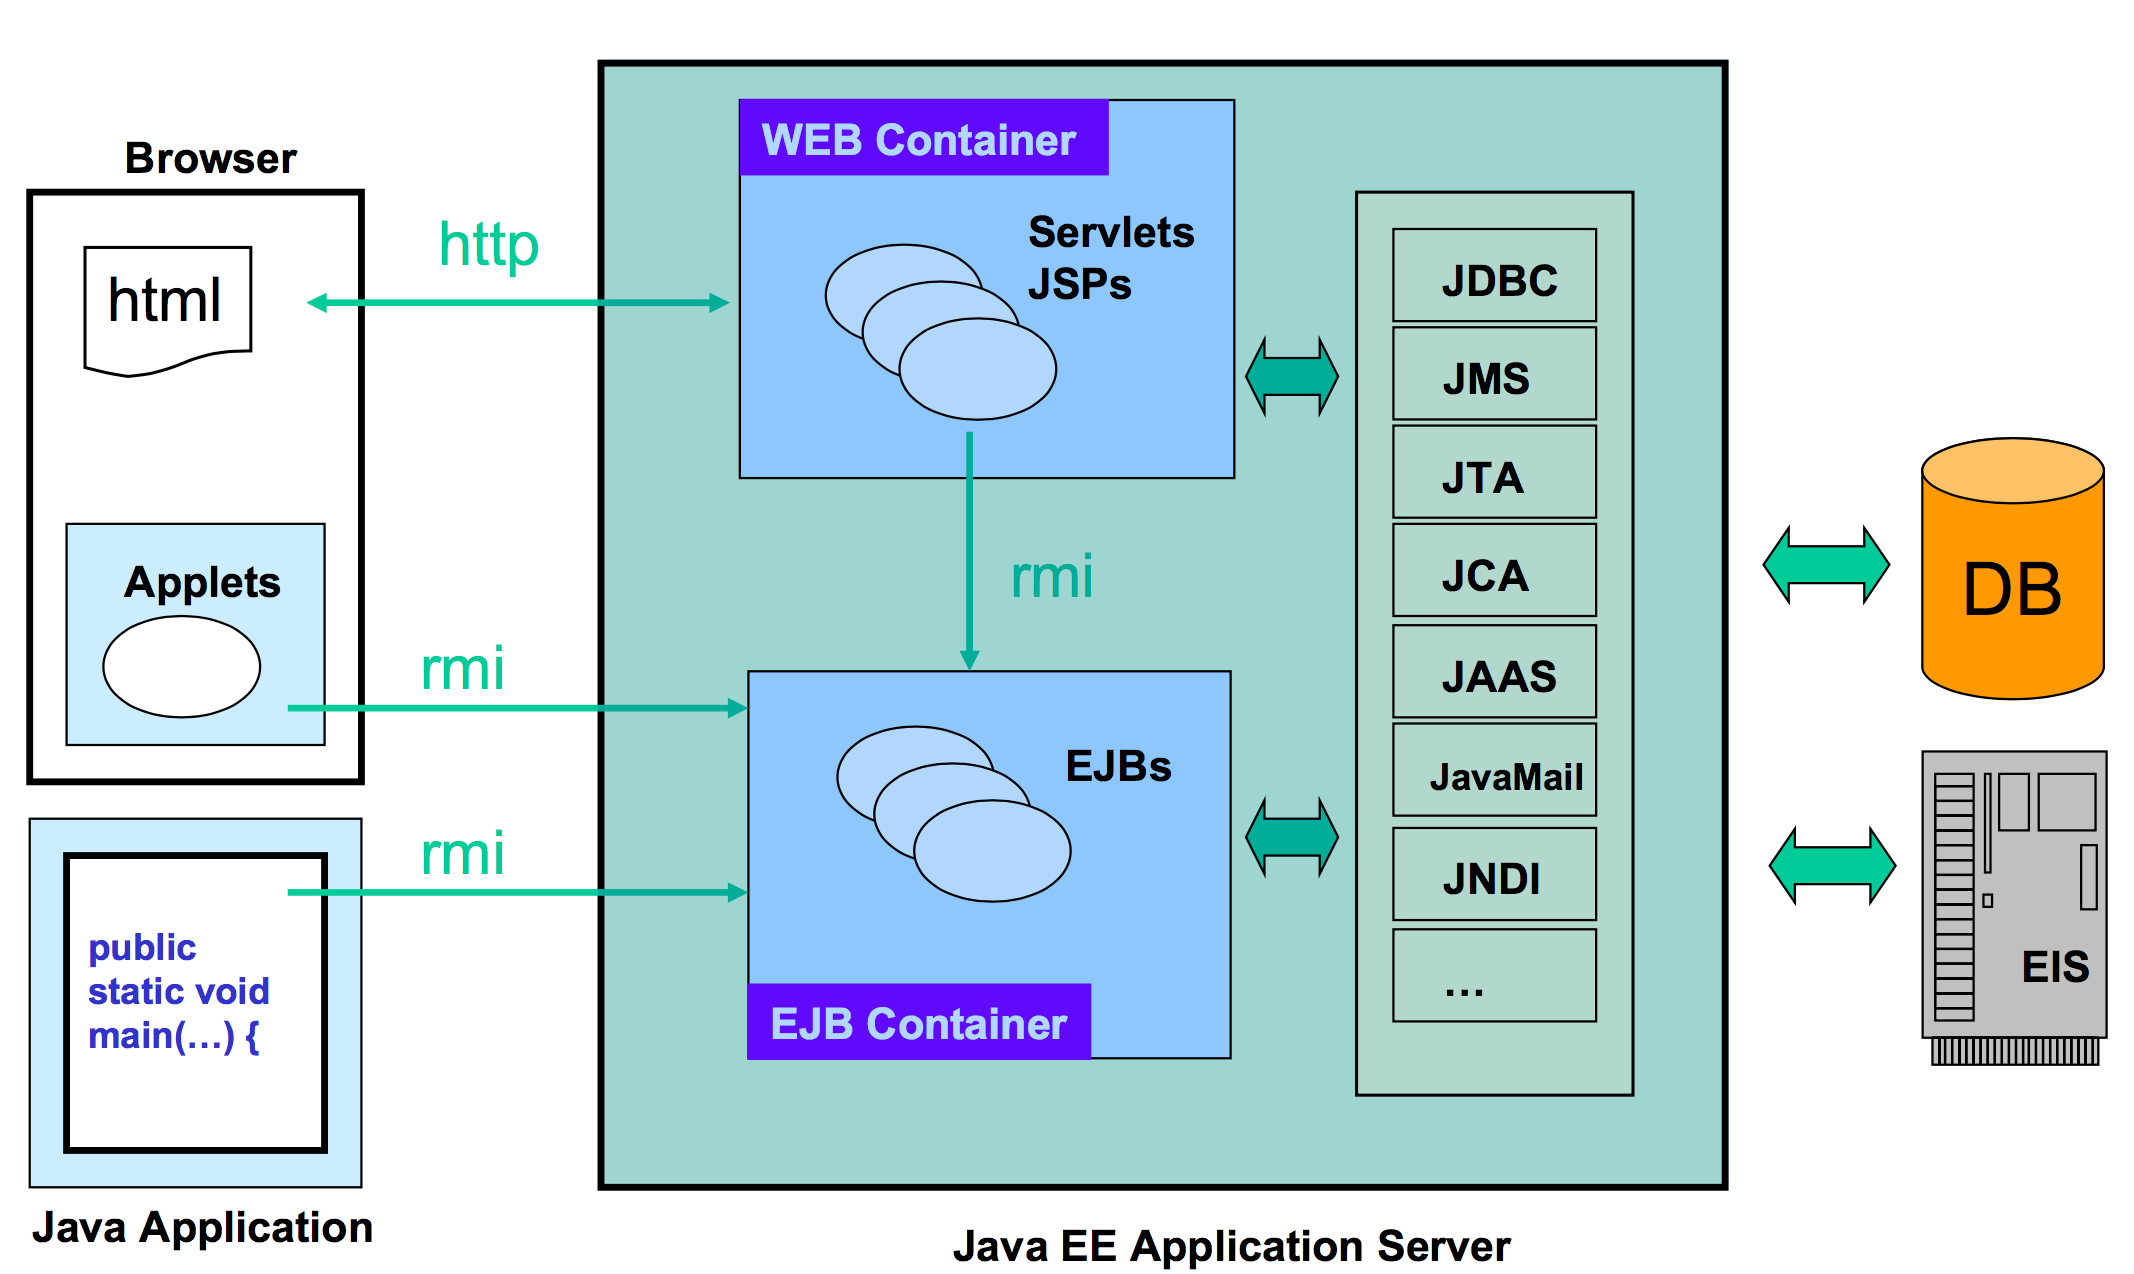 Browser
html
http
Applets
rmi
rmi
public
static void
main(...) {
Java Application
WEB Container
Servlets
JSPs
rmi
EJBs
EJB Container
JDBC
JMS
JTA
JCA
JAAS
JavaMail
JNDI
...
Java EE Application Server
DB
EIS